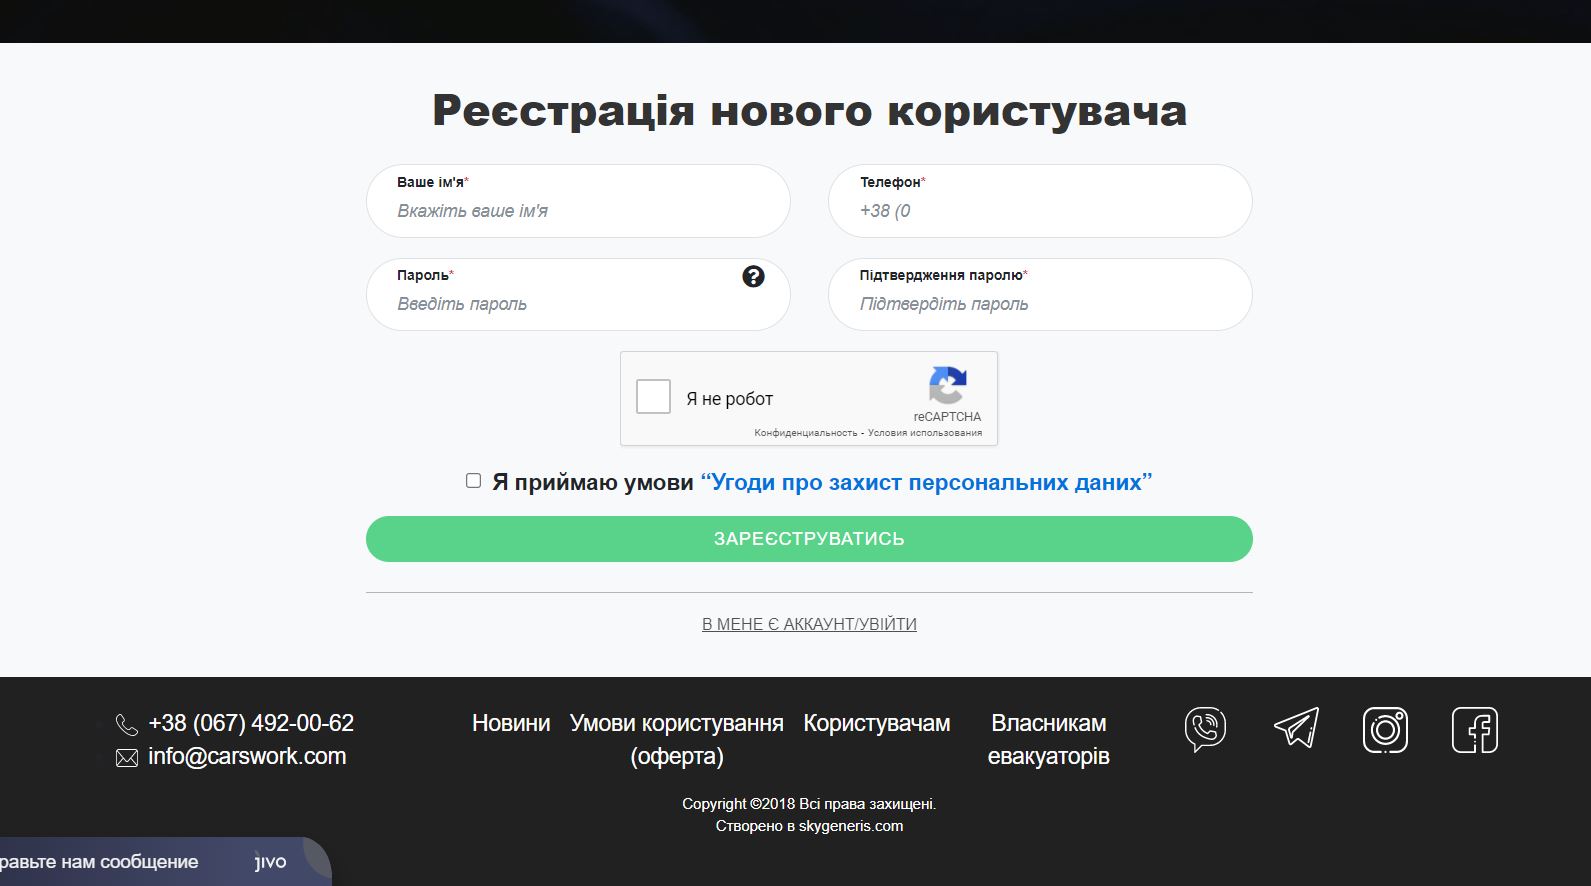 Реєстрація нового користувача
Ваше ім'я*
Вкажіть ваше ім'я
Телефон*
+38 (0
Пароль*
Введіть пароль
Підтвердження паролю*
Підтвердіть пароль
Я не робот
reCAPTCHA
Конфиденциальность - Условия использования
Я приймаю умови “Угоди про захист персональних даних”
ЗАРЕЄСТРУВАТИСЬ
В МЕНЕ Є АККАУНТ/УВІЙТИ
+38 (067) 492-00-62
info@carswork.com
Новини
Умови користування
(оферта)
Користувачам
Власникам
евакуаторів
Copyright ©2018 Всі права захищені.
Створено в skygeneris.com
равьте нам сообщение
jivo